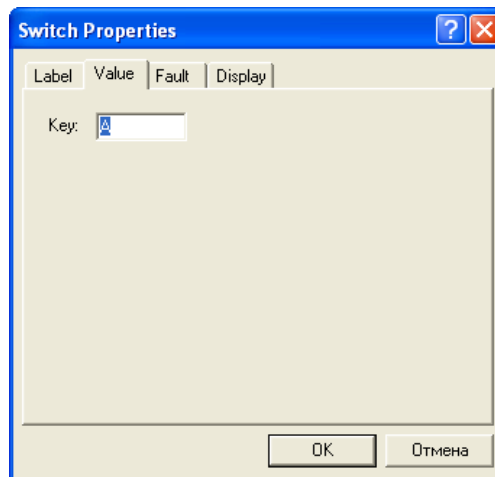 Switch Properties
Label Value Fault Display
Key:
OK Отмена